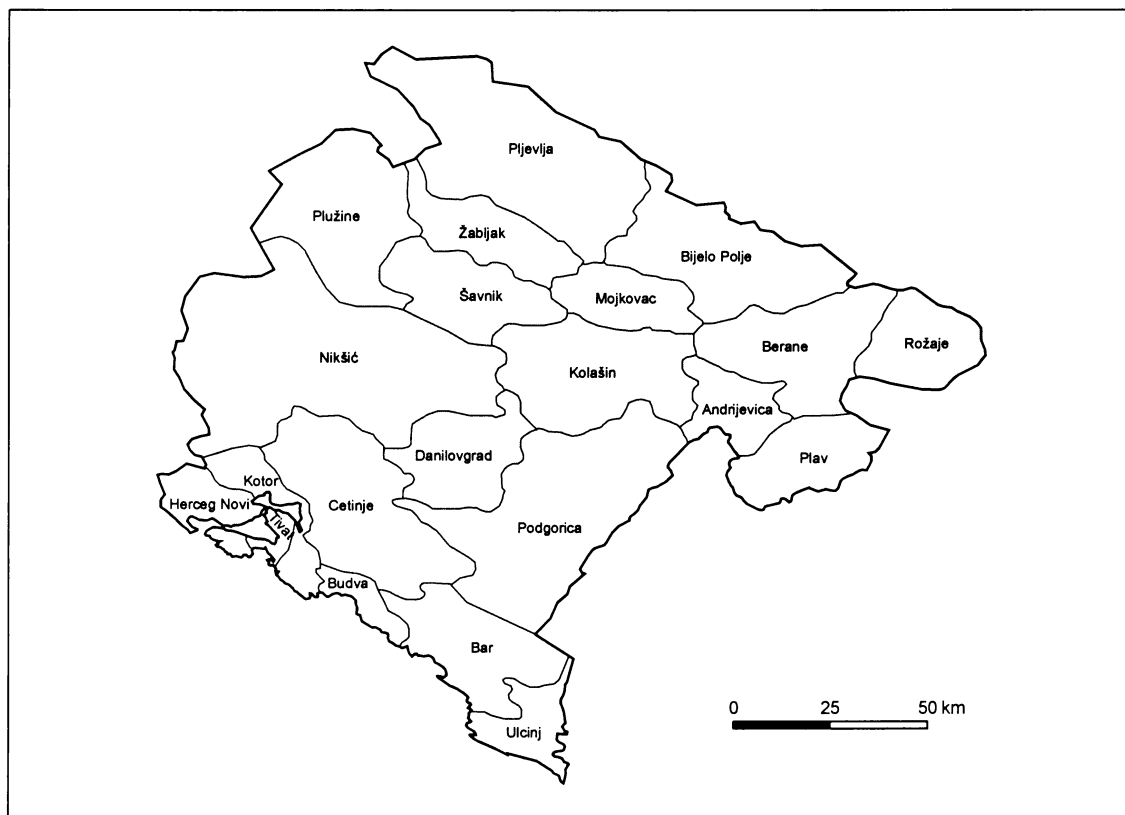 Pljevlja
Plužine
Žabljak
Bijelo Polje
Šavnik
Mojkovac
Rožaje
Berane
Nikšić
Kolašin
Andrijevica
Danilovgrad
Plav
Kotor
Herceg Novi
Cetinje
Tivat
Podgorica
Budva
Bar
0 25 50 km
Ulcinj